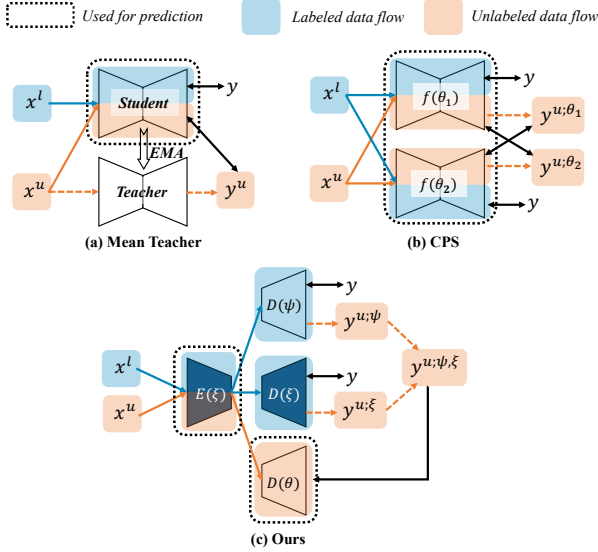 Used for prediction Labeled data flow Unlabeled data flow
x^l Student y
EMA
x^u Teacher y^u
(a) Mean Teacher
x^l f(θ_1) y
y^{u;θ_1}
y^{u;θ_2}
x^u f(θ_2)
y
(b) CPS
D(ψ) y
y^{u;ψ}
x^l y^{u;ψ,ξ}
E(ξ) D(ξ) y
x^u y^{u;ξ}
D(θ)
(c) Ours